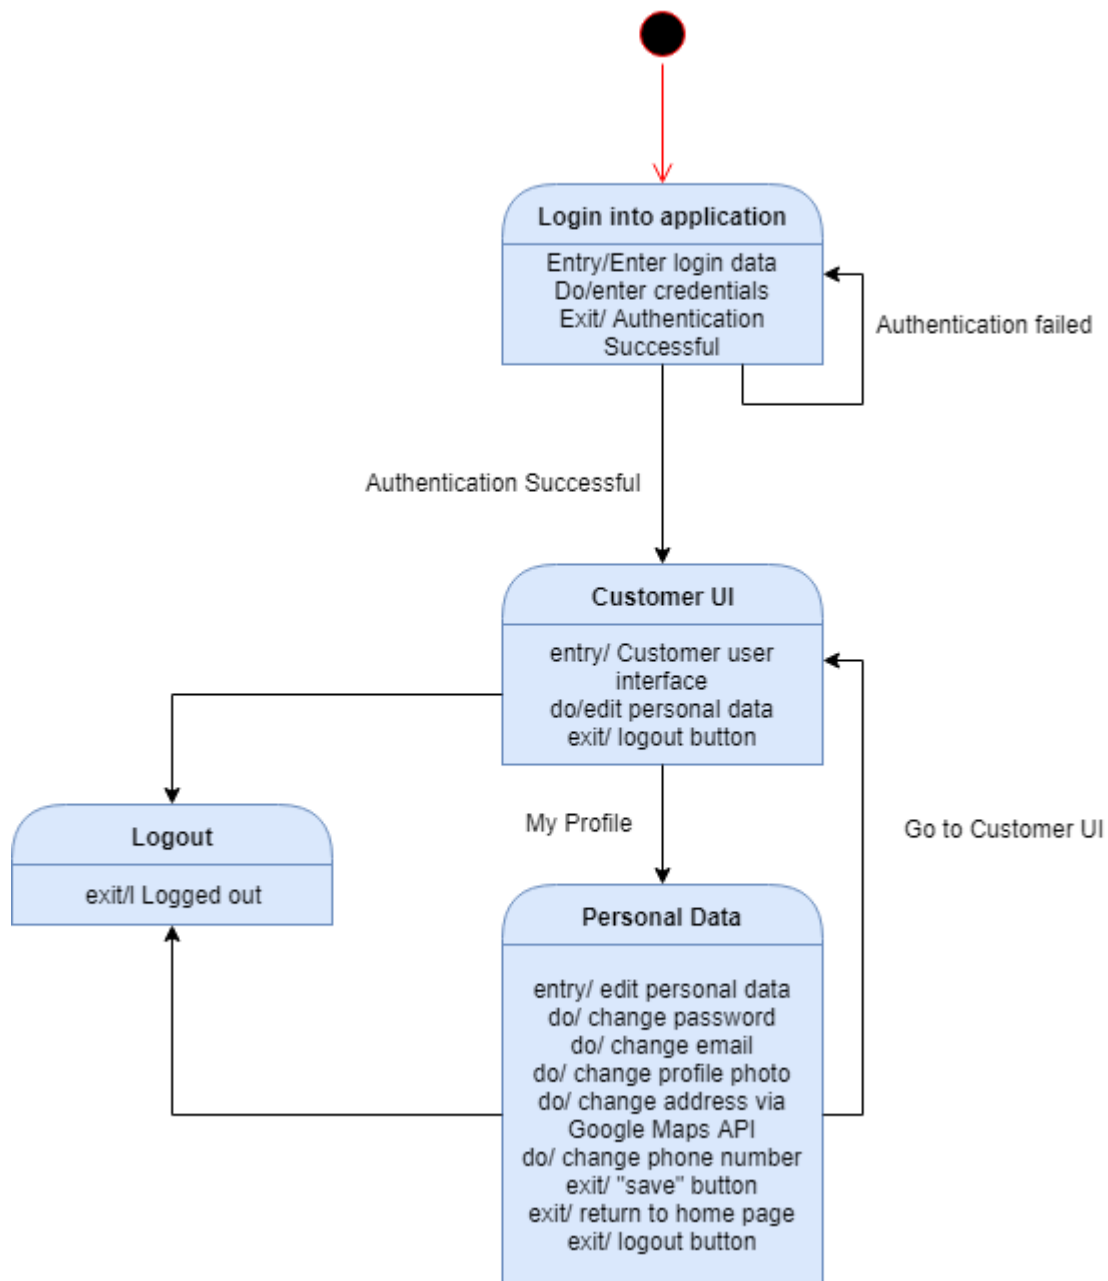 Login into application
Entry/Enter login data
Do/enter credentials
Exit/ Authentication
Successful
Authentication failed
Authentication Successful
Customer UI
entry/ Customer user
interface
do/edit personal data
exit/ logout button
My Profile
Go to Customer UI
Logout
exit/I Logged out
Personal Data
entry/ edit personal data
do/ change password
do/ change email
do/ change profile photo
do/ change address via
Google Maps API
do/ change phone number
exit/ "save" button
exit/ return to home page
exit/ logout button